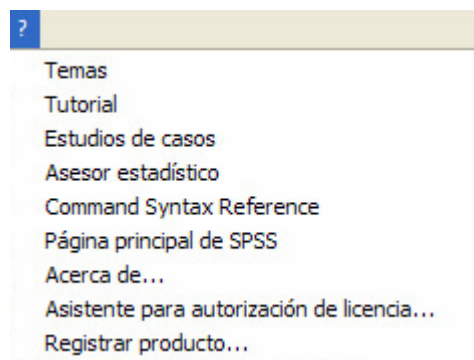 ?
Temas
Tutorial
Estudios de casos
Asesor estadístico
Command Syntax Reference
Página principal de SPSS
Acerca de...
Asistente para autorización de licencia...
Registrar producto...